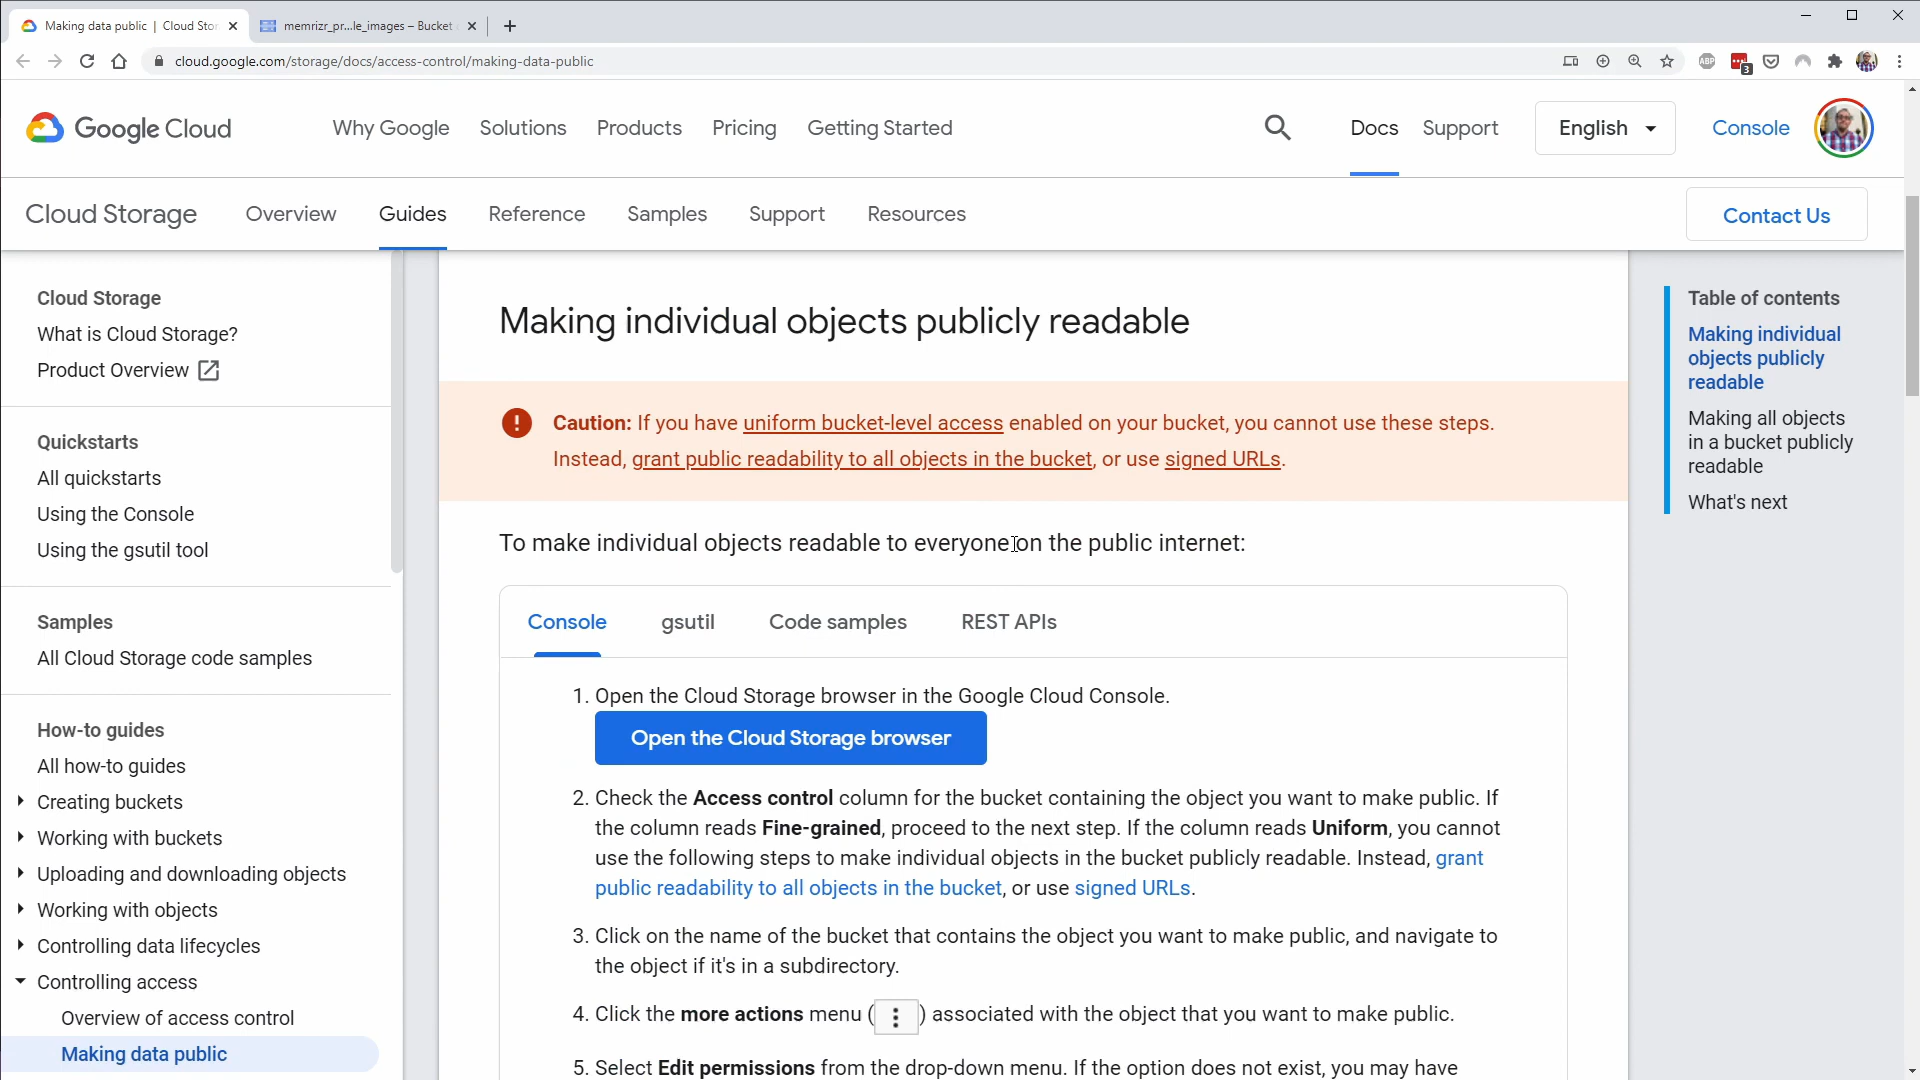 Making data public | Cloud Stor
memrizr_pr...le_images – Bucket
cloud.google.com/storage/docs/access-control/making-data-public
ABP
3
Google Cloud
Why Google
Solutions
Products
Pricing
Getting Started
Docs
Support
English
Console
Cloud Storage
Overview
Guides
Reference
Samples
Support
Resources
Contact Us
Cloud Storage
What is Cloud Storage?
Product Overview
Quickstarts
All quickstarts
Using the Console
Using the gsutil tool
Samples
All Cloud Storage code samples
How-to guides
All how-to guides
Creating buckets
Working with buckets
Uploading and downloading objects
Working with objects
Controlling data lifecycles
Controlling access
Overview of access control
Making data public
Making individual objects publicly readable
Caution: If you have uniform bucket-level access enabled on your bucket, you cannot use these steps.
Instead, grant public readability to all objects in the bucket, or use signed URLs.
To make individual objects readable to everyone on the public internet:
Console
gsutil
Code samples
REST APIs
1. Open the Cloud Storage browser in the Google Cloud Console.
Open the Cloud Storage browser
2. Check the Access control column for the bucket containing the object you want to make public. If
the column reads Fine-grained, proceed to the next step. If the column reads Uniform, you cannot
use the following steps to make individual objects in the bucket publicly readable. Instead, grant
public readability to all objects in the bucket, or use signed URLs.
3. Click on the name of the bucket that contains the object you want to make public, and navigate to
the object if it's in a subdirectory.
4. Click the more actions menu ( ⋮ ) associated with the object that you want to make public.
5. Select Edit permissions from the drop-down menu. If the option does not exist, you may have
Table of contents
Making individual
objects publicly
readable
Making all objects
in a bucket publicly
readable
What's next